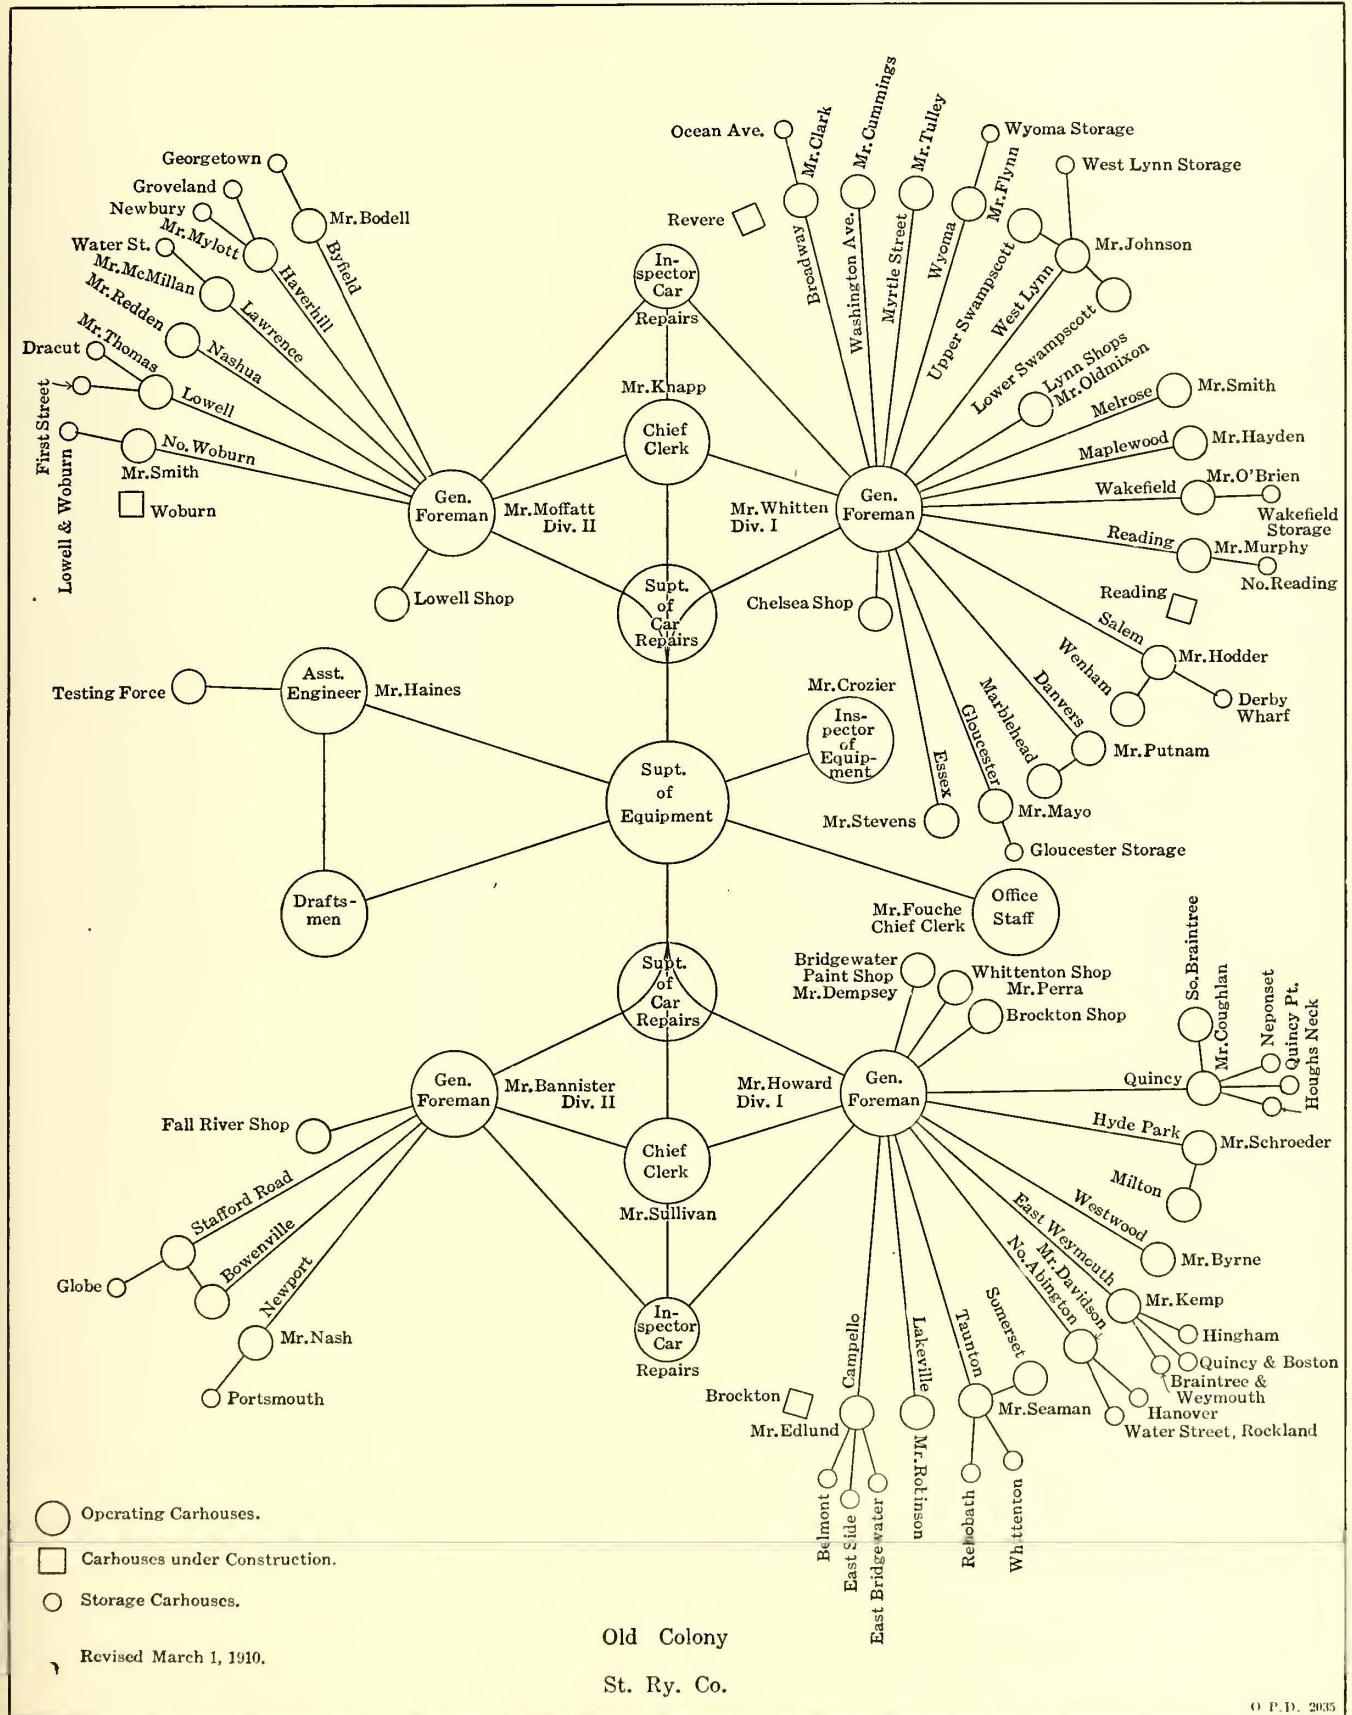 Georgetown
Groveland
Newbury
Mr.Mylott
Water St.
Mr.McMillan
Mr.Redden
Mr.Thomas
Dracut
First Street
Lowell & Woburn
Mr.Bodell
Byfield
Haverhill
Lawrence
Nashua
Lowell
No.Woburn
Mr.Smith
Woburn
Gen.
Foreman
Mr.Moffatt
Div. II
Lowell Shop
In-
spector
Car
Repairs
Mr.Knapp
Chief
Clerk
Supt.
of
Car
Repairs
Ocean Ave.
Mr.Clark
Mr.Cummings
Mr.Tulley
Wyoma Storage
Mr.Flynn
West Lynn Storage
Revere
Broadway
Washington Ave.
Myrtle Street
Wyoma
Upper Swampscott
West Lynn
Mr.Johnson
Lower Swampscott
Lynn Shops
Mr.Oldmixon
Melrose
Mr.Smith
Maplewood
Mr.Hayden
Wakefield
Mr.O'Brien
Wakefield
Storage
Reading
Mr.Murphy
No.Reading
Reading
Mr.Whitten
Div. I
Gen.
Foreman
Chelsea Shop
Salem
Mr.Hodder
Wenham
Derby
Wharf
Danvers
Mr.Putnam
Marblehead
Gloucester
Mr.Mayo
Gloucester Storage
Essex
Mr.Stevens
Testing Force
Asst.
Engineer
Mr.Haines
Mr.Crozier
Ins-
pector
of
Equip-
ment
Supt.
of
Equipment
Drafts-
men
Mr.Fouche
Chief Clerk
Office
Staff
Supt.
of
Car
Repairs
Bridgewater
Paint Shop
Mr.Dempsey
Whittenton Shop
Mr.Perra
Brockton Shop
So.Braintree
Mr.Coughlan
Neponset
Quincy Pt.
Houghs Neck
Quincy
Gen.
Foreman
Mr.Bannister
Div. II
Mr.Howard
Div. I
Gen.
Foreman
Hyde Park
Mr.Schroeder
Milton
Fall River Shop
Chief
Clerk
Mr.Sullivan
Stafford Road
Globe
Bowenville
Newport
Mr.Nash
Portsmouth
In-
spector
Car
Repairs
Westwood
Mr.Byrne
East Weymouth
Mr.Kemp
Mr.Davidson
No.Abington
Hingham
Quincy & Boston
Braintree &
Weymouth
Hanover
Water Street, Rockland
Somerset
Taunton
Mr.Seaman
Lakeville
Mr.Robinson
Campello
Brockton
Mr.Edlund
Belmont
East Side
East Bridgewater
Rehobath
Whittenton
Operating Carhouses.
Carhouses under Construction.
Storage Carhouses.
Revised March 1, 1910.
Old Colony
St. Ry. Co.
O P.D. 2035